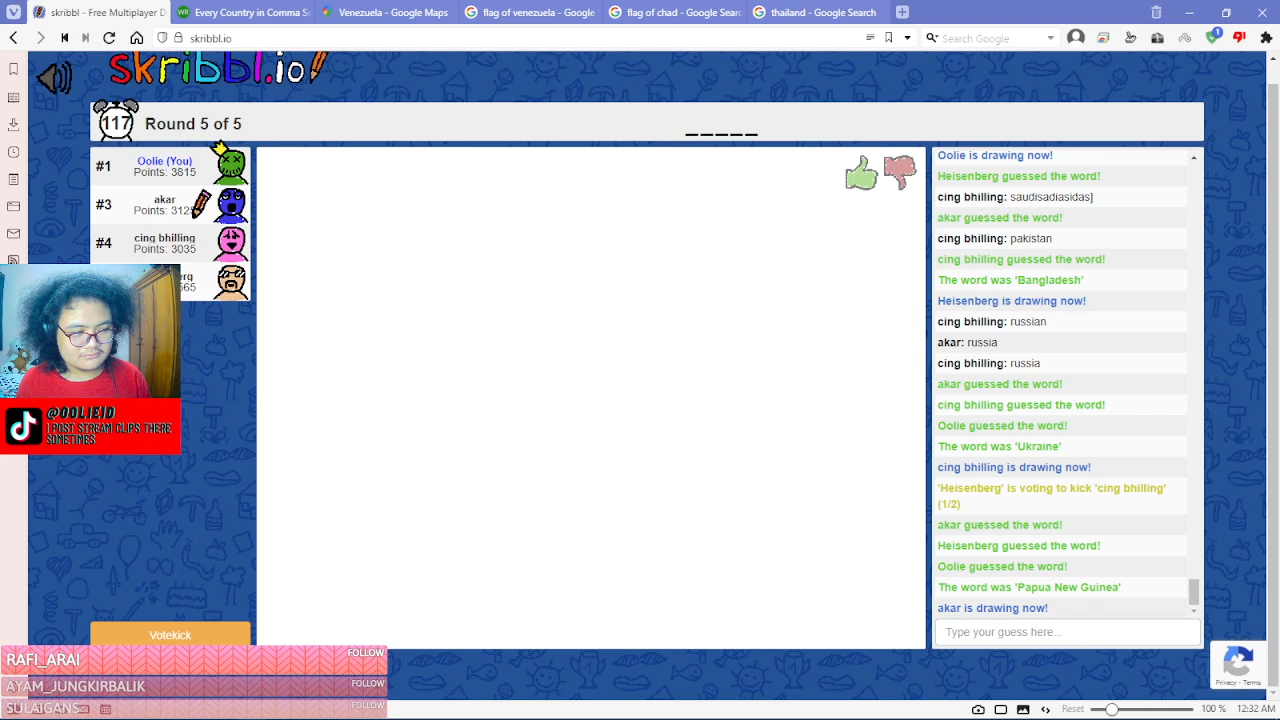 skribbl - Free Multiplayer D
Every Country in Comma S
Venezuela - Google Maps
flag of venezuela - Google
flag of chad - Google Searc
thailand - Google Search
skribbl.io
Search Google
1
skribbl.io
117
Round 5 of 5
_ _ _ _ _
#1
Oolie (You)
Points: 3815
#3
akar
Points: 3125
#4
cing bhilling
Points: 3035
@OOLIEID
I POST STREAM CLIPS THERE
SOMETIMES
Votekick
RAFI_ARAI
FOLLOW
AYAM_JUNGKIRBALIK
FOLLOW
SULAIGANS
FOLLOW
Oolie is drawing now!
Heisenberg guessed the word!
cing bhilling: saudisadiasidas]
akar guessed the word!
cing bhilling: pakistan
cing bhilling guessed the word!
The word was 'Bangladesh'
Heisenberg is drawing now!
cing bhilling: russian
akar: russia
cing bhilling: russia
akar guessed the word!
cing bhilling guessed the word!
Oolie guessed the word!
The word was 'Ukraine'
cing bhilling is drawing now!
'Heisenberg' is voting to kick 'cing bhilling'
(1/2)
akar guessed the word!
Heisenberg guessed the word!
Oolie guessed the word!
The word was 'Papua New Guinea'
akar is drawing now!
Type your guess here...
Privacy - Terms
Reset
100 %
12:32 AM